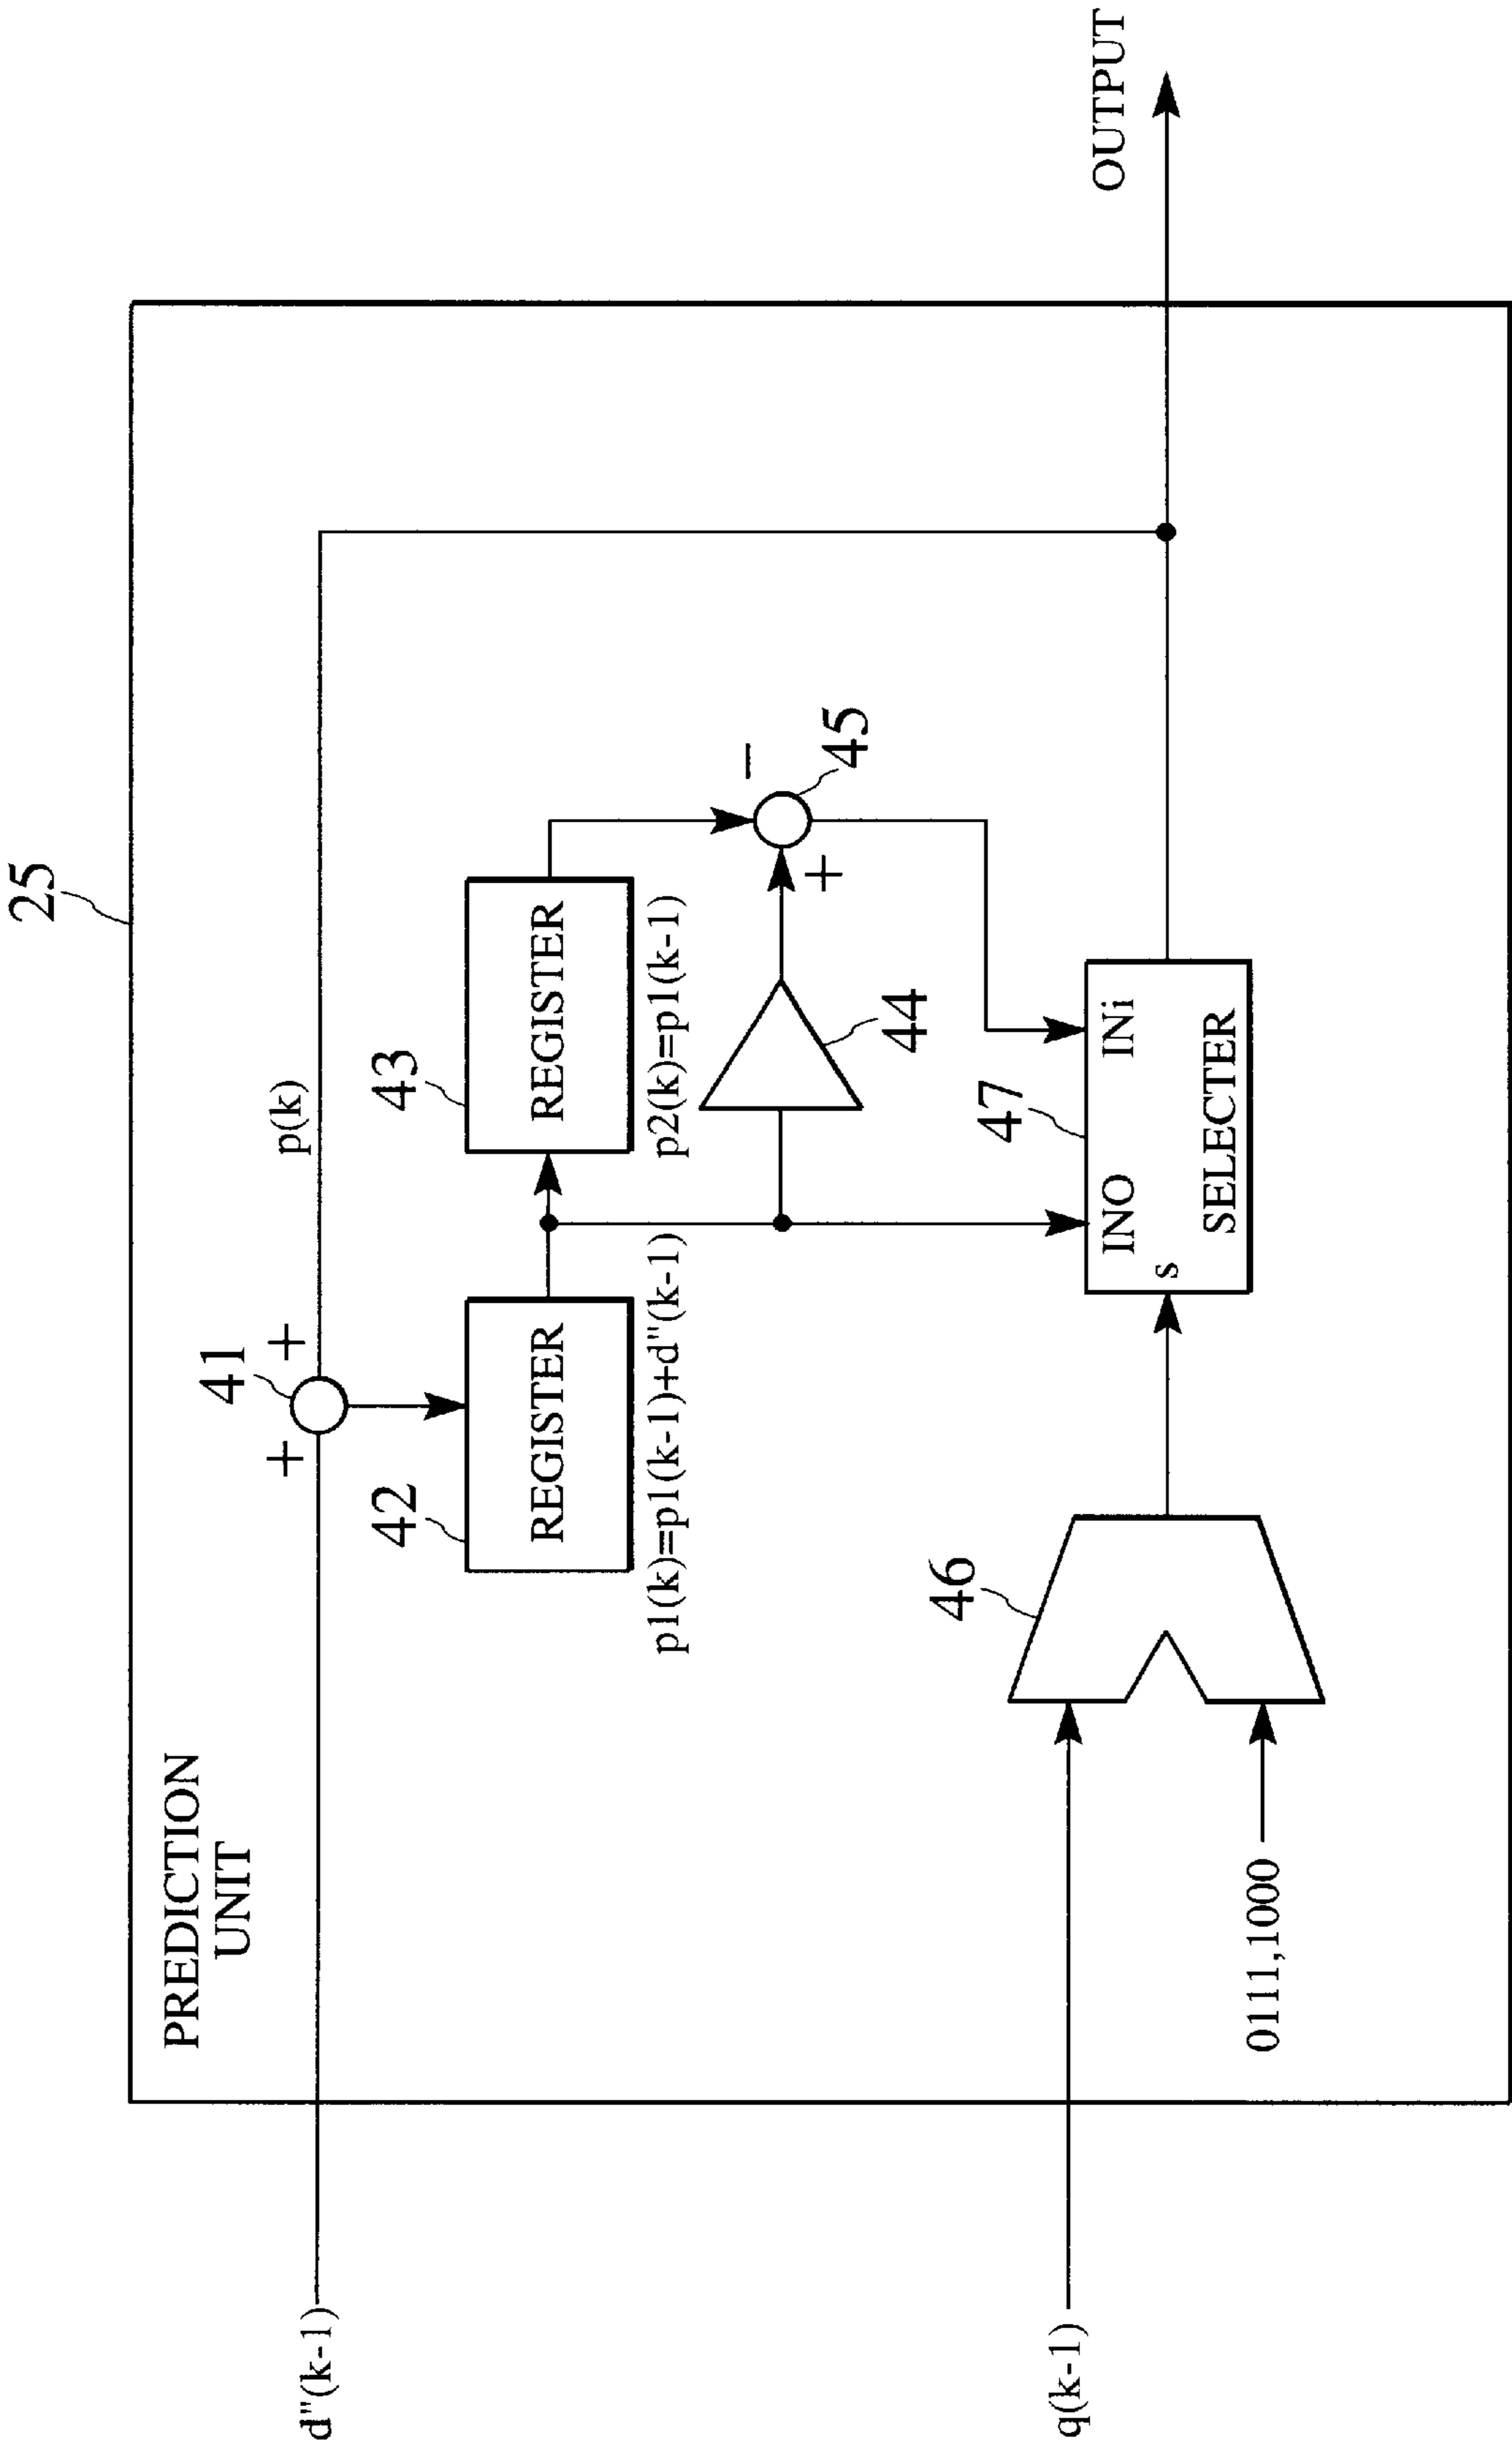 25
PREDICTION
UNIT
d"(k-1)
+
41
+
p(k)
42
REGISTER
p1(k)=p1(k-1)+d"(k-1)
43
REGISTER
p2(k)=p1(k-1)
44
+
−
45
46
q(k-1)
0111,1000
47
INO
INi
s
SELECTER
OUTPUT